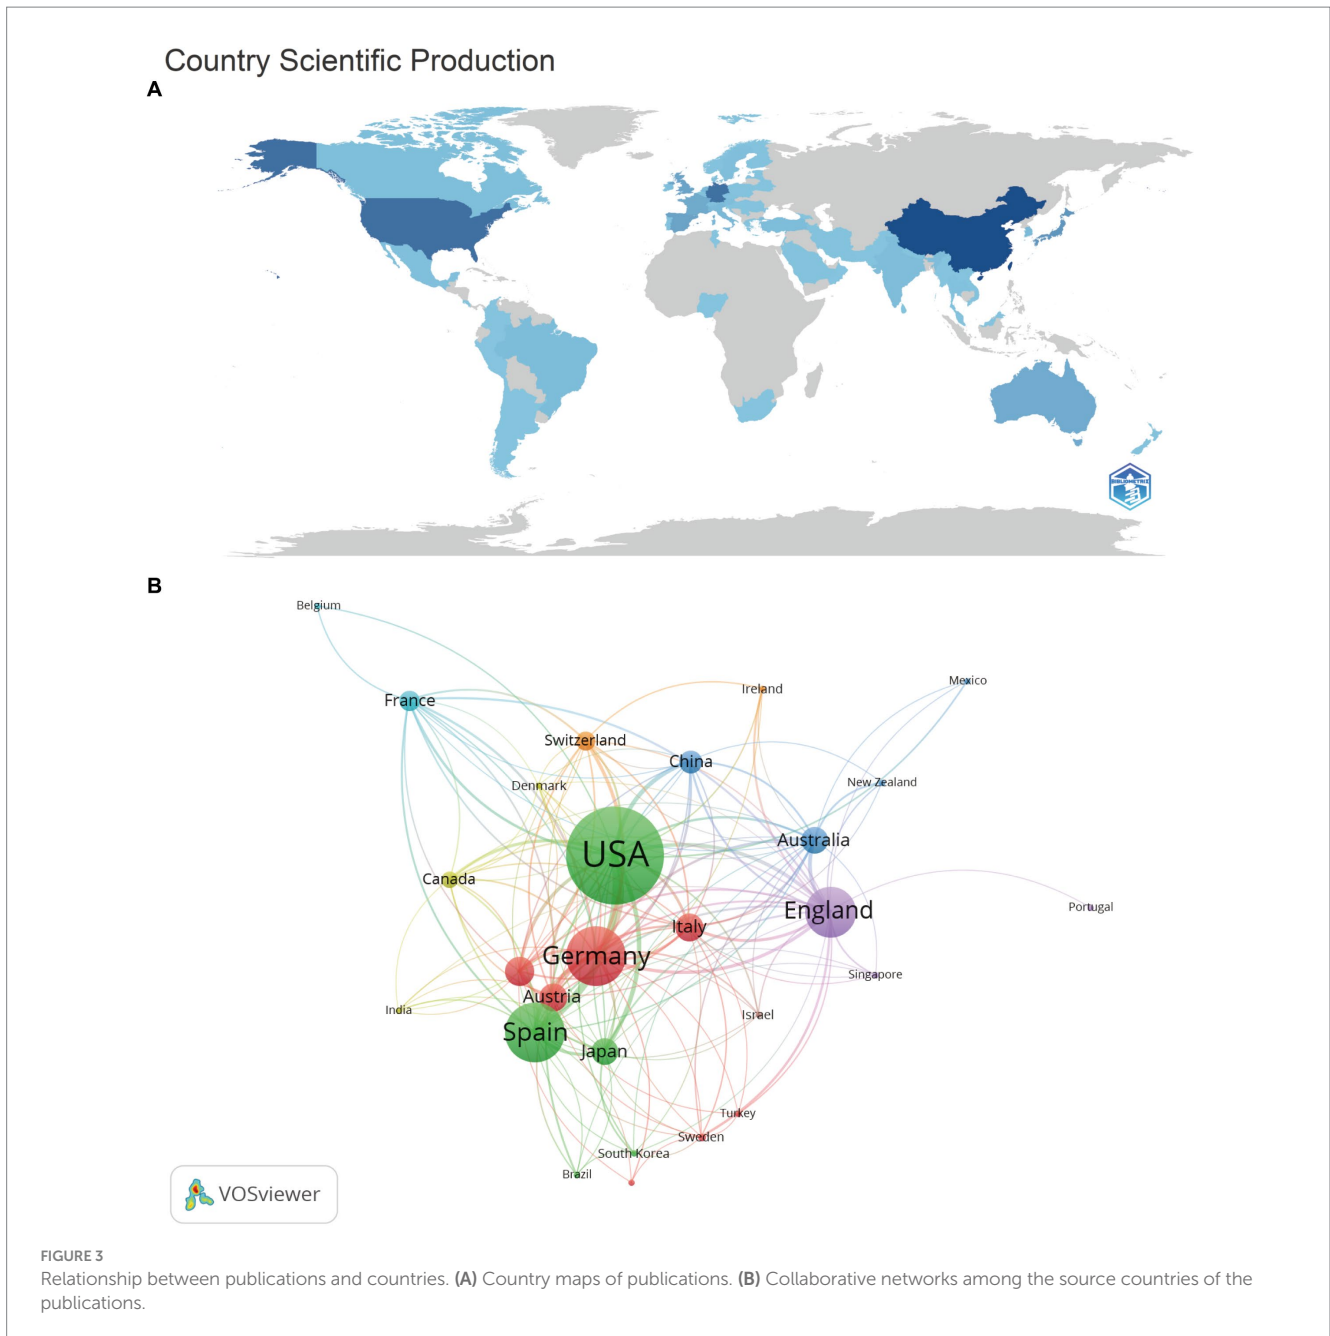 Country Scientific Production
A
BIBLIOMETRIX
B
Belgium
Ireland
Mexico
France
Switzerland
China
Denmark
New Zealand
USA
Australia
Canada
England
Portugal
Italy
Germany
Singapore
Austria
India
Israel
Spain
Japan
Turkey
Sweden
South Korea
Brazil
VOSviewer
FIGURE 3
Relationship between publications and countries. (A) Country maps of publications. (B) Collaborative networks among the source countries of the
publications.